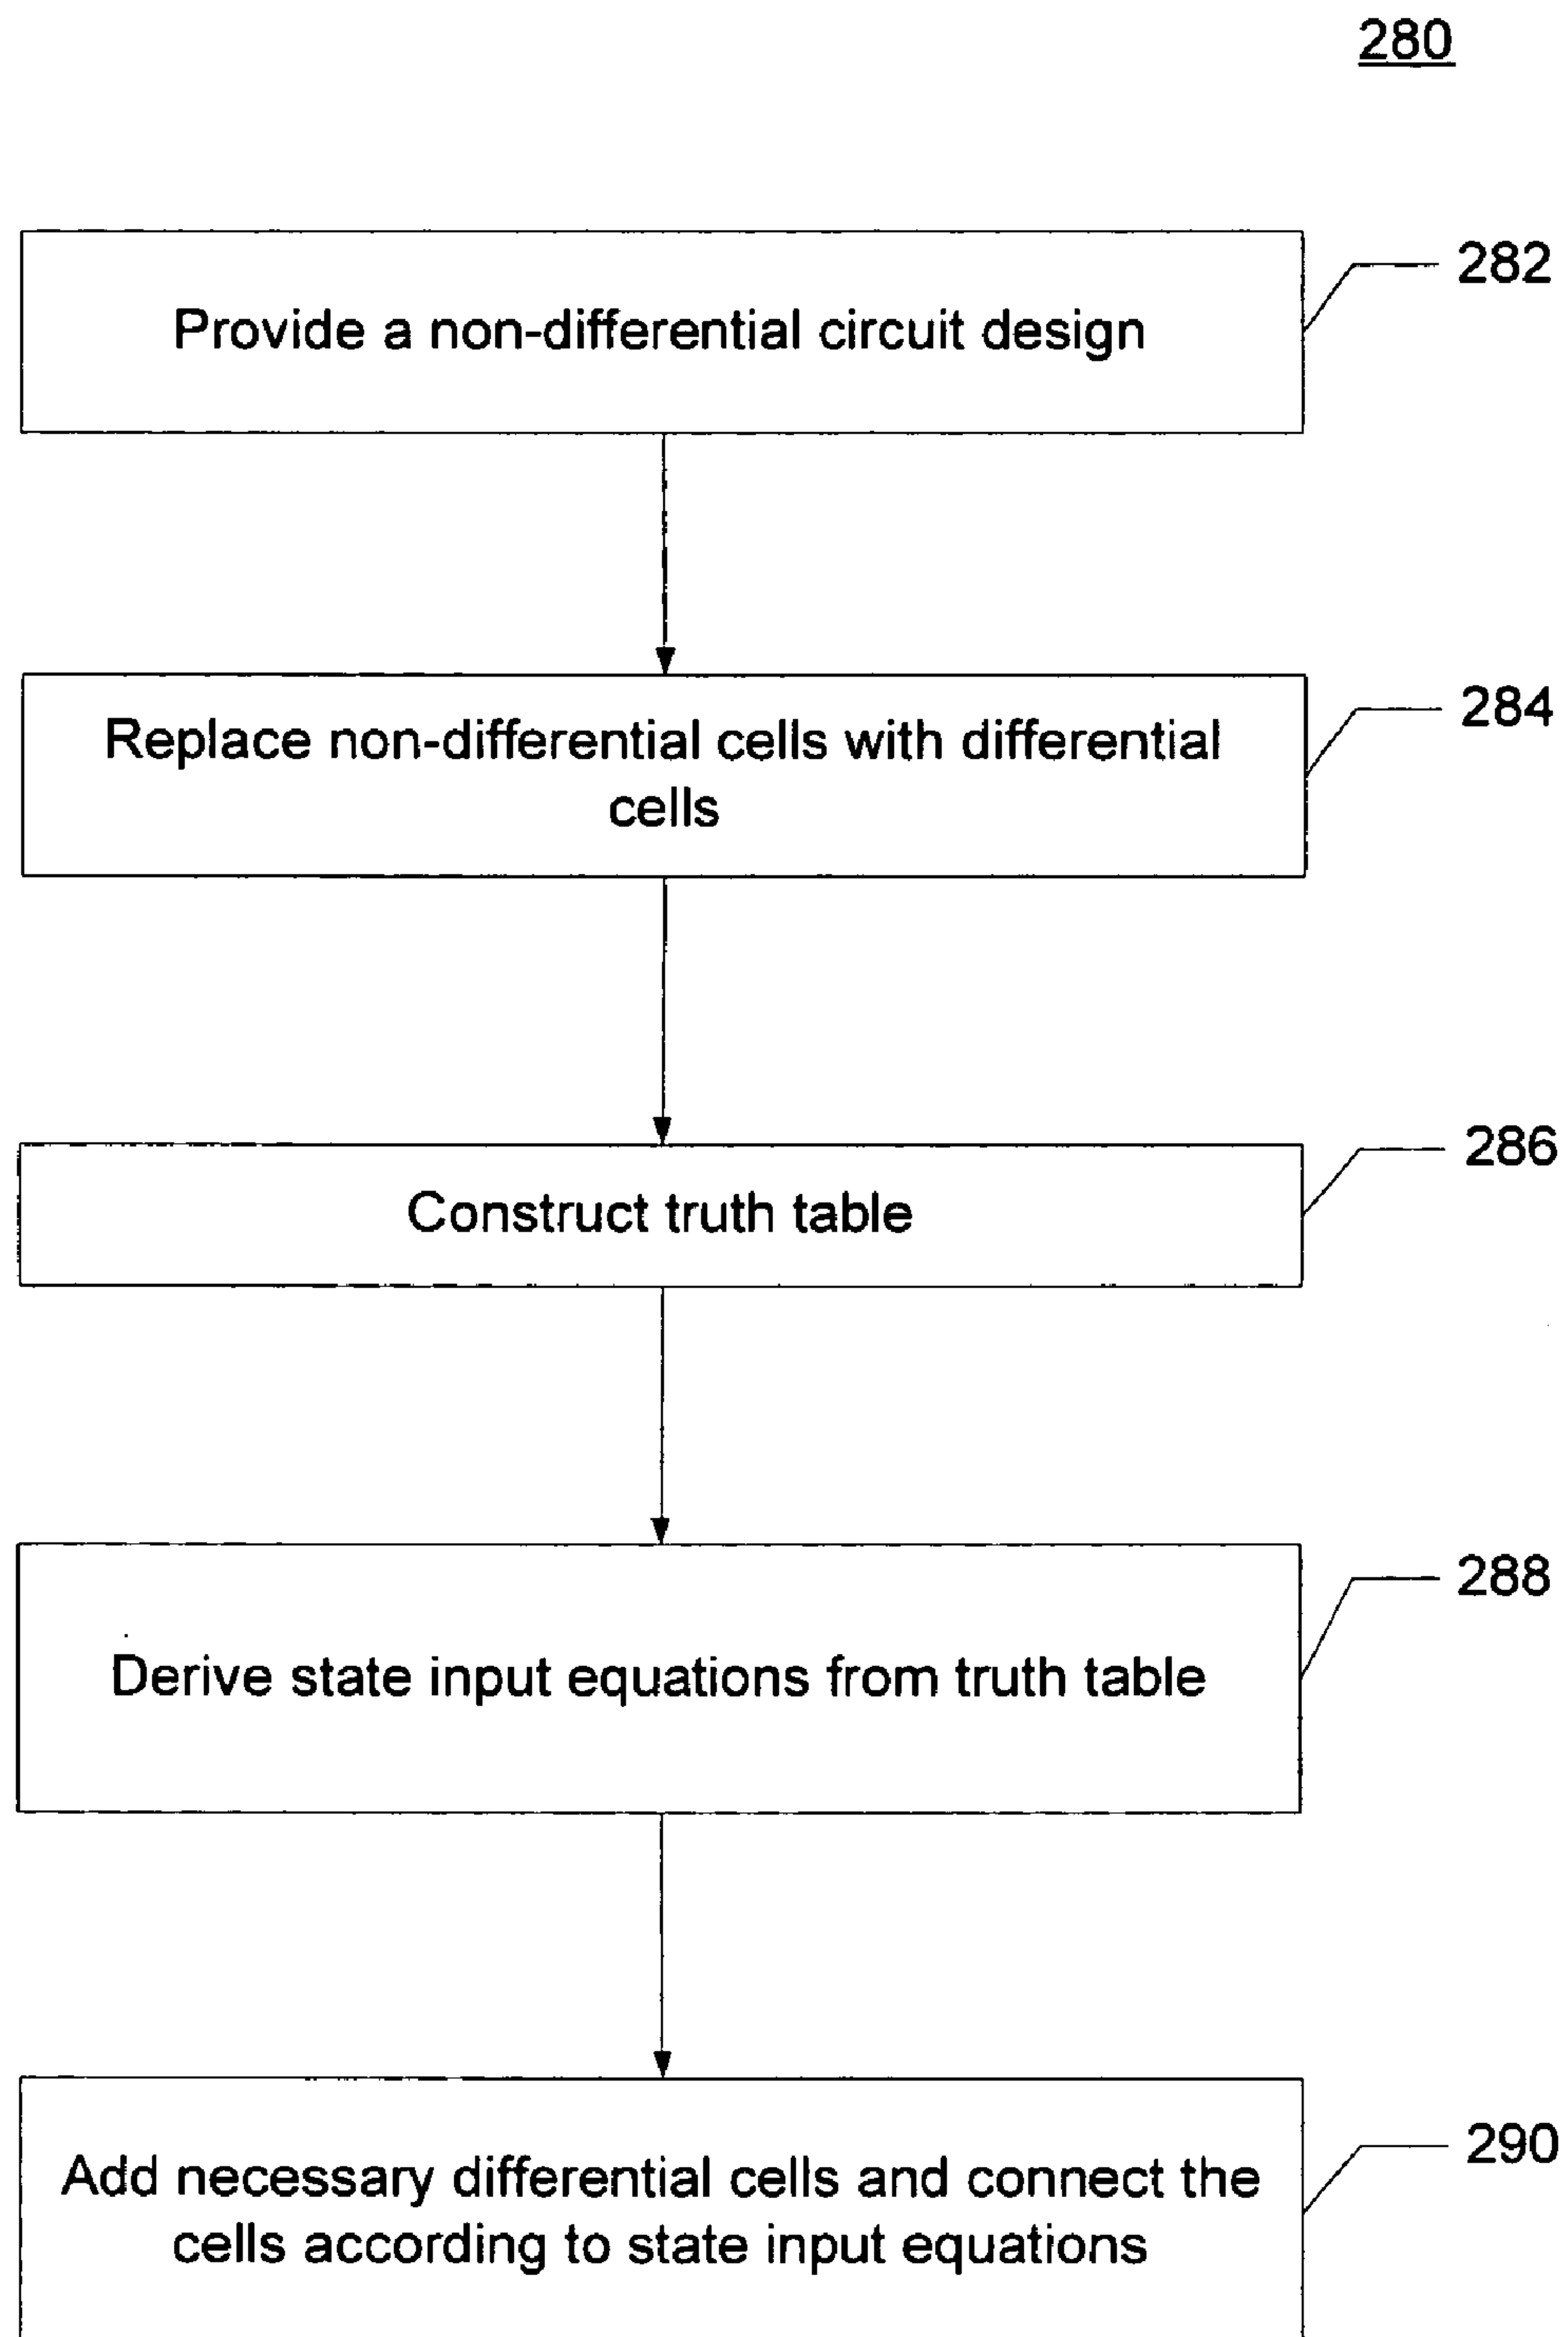 280
Provide a non-differential circuit design
282
Replace non-differential cells with differential
cells
284
Construct truth table
286
Derive state input equations from truth table
288
Add necessary differential cells and connect the
cells according to state input equations
290